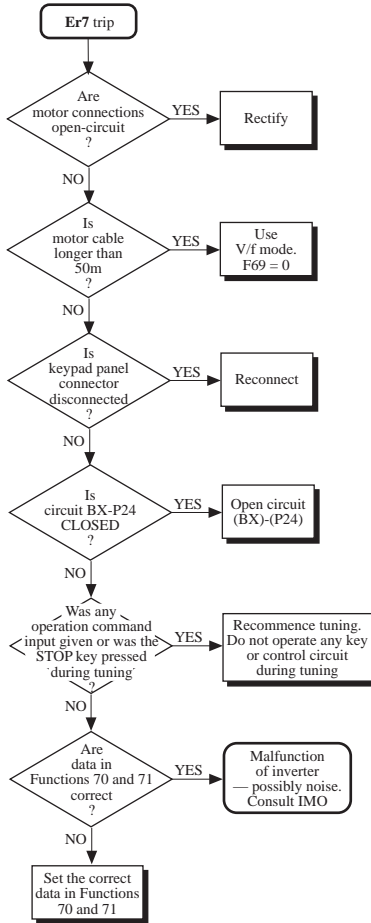 Er7 trip
Are
motor connections
open-circuit
?
YES
Rectify
NO
Is
motor cable
longer than
50m
?
YES
Use
V/f mode.
F69 = 0
NO
Is
keypad panel
connector
disconnected
?
YES
Reconnect
NO
Is
circuit BX-P24
CLOSED
?
YES
Open circuit
(BX)-(P24)
NO
Was any
operation command
input given or was the
STOP key pressed
during tuning
?
YES
Recommence tuning.
Do not operate any key
or control circuit
during tuning
NO
Are
data in
Functions 70 and 71
correct
?
YES
Malfunction
of inverter
— possibly noise.
Consult IMO
NO
Set the correct
data in Functions
70 and 71